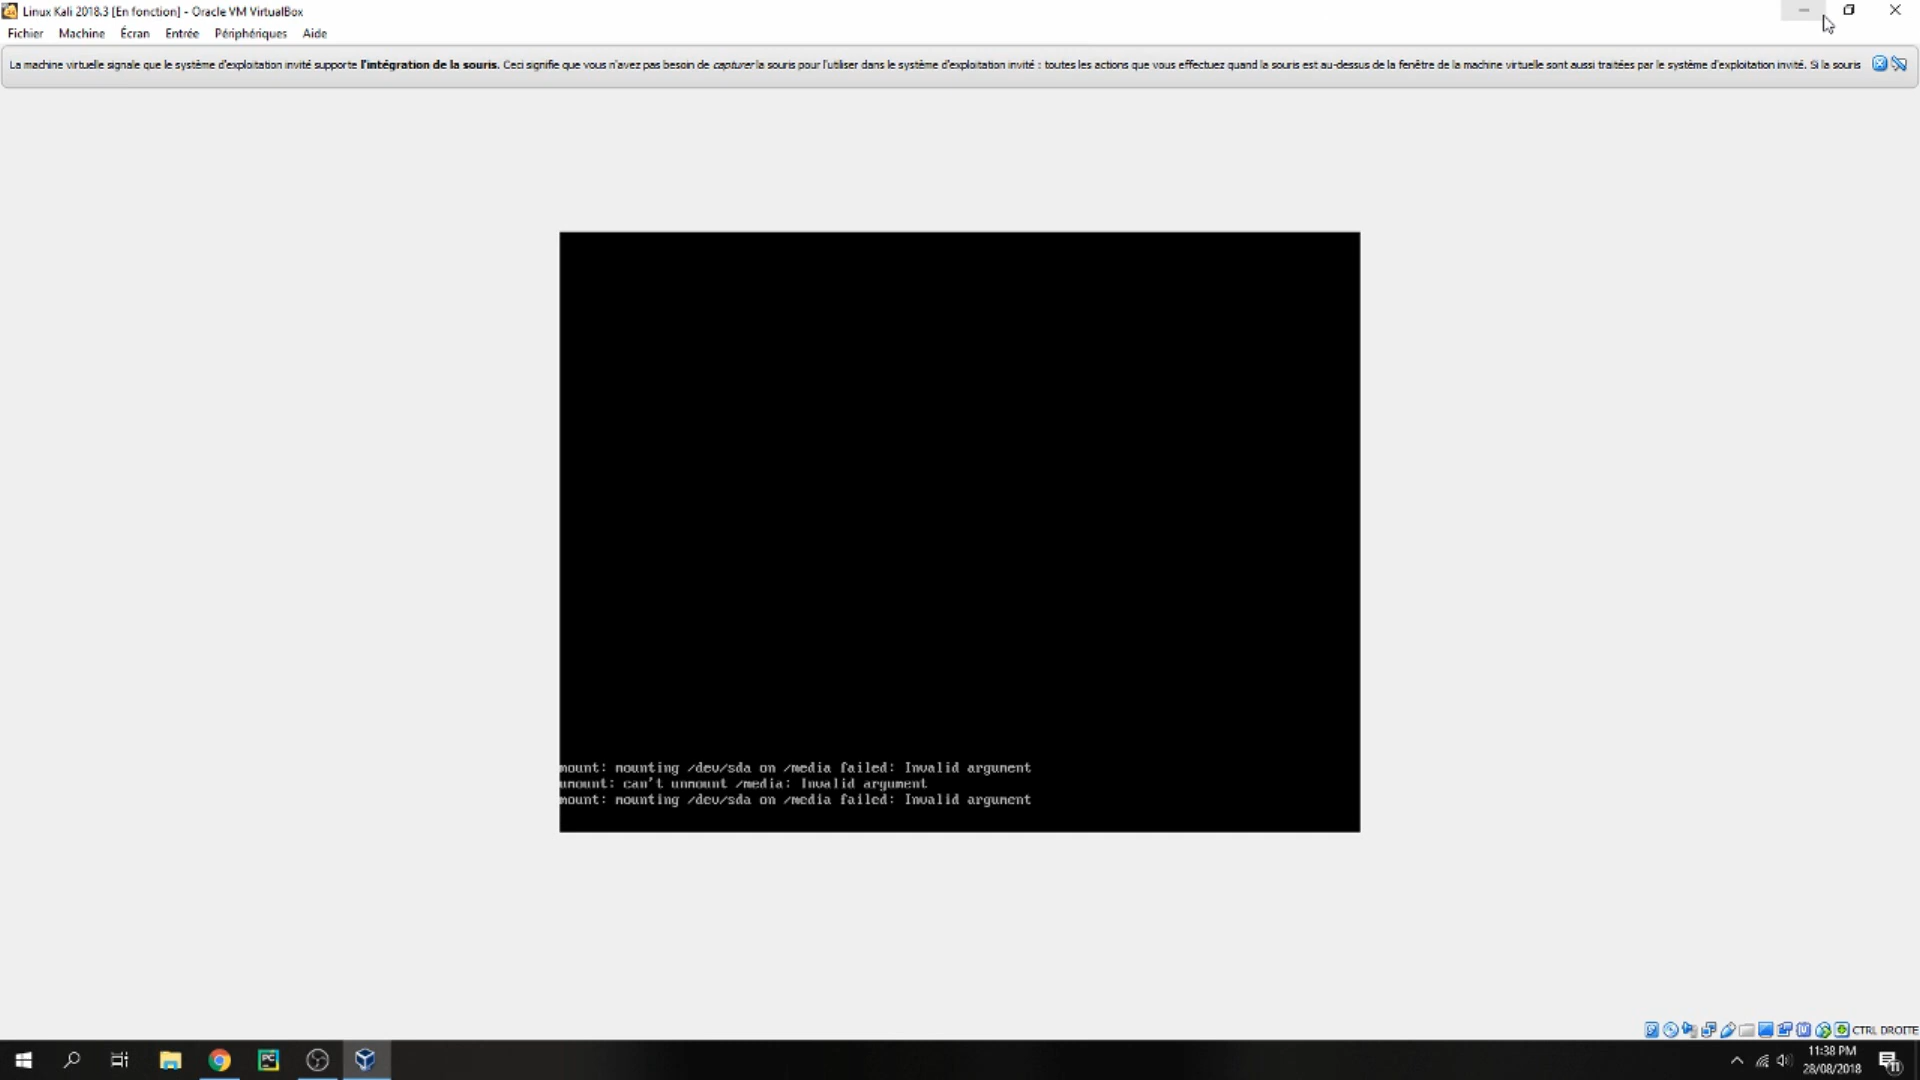 Linux Kali 2018.3 [En fonction] - Oracle VM VirtualBox
Fichier Machine Écran Entrée Périphériques Aide
La machine virtuelle signale que le système d'exploitation invité supporte l'intégration de la souris. Ceci signifie que vous n'avez pas besoin de capturer la souris pour l'utiliser dans le système d'exploitation invité : toutes les actions que vous effectuez quand la souris est au-dessus de la fenêtre de la machine virtuelle sont aussi traitées par le système d'exploitation invité. Si la souris
mount: mounting /dev/sda on /media failed: Invalid argument
umount: can't unmount /media: Invalid argument
mount: mounting /dev/sda on /media failed: Invalid argument
CTRL DROITE
PC
11:38 PM
28/08/2018
11